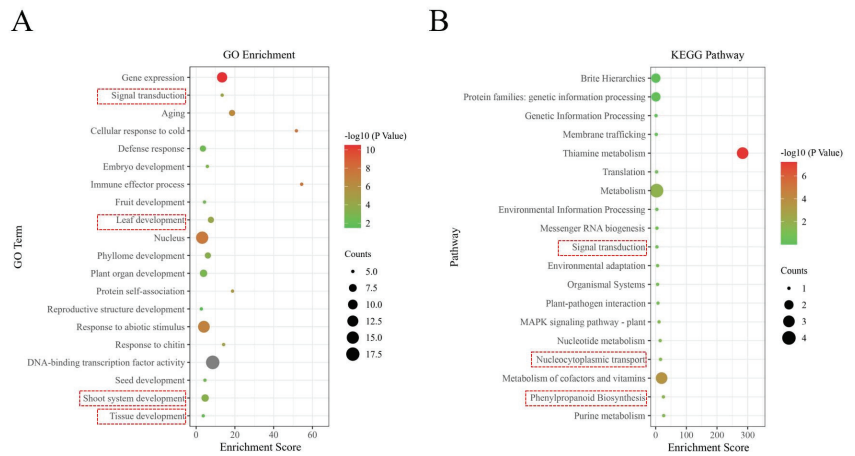 A
GO Enrichment
GO Term
Gene expression
Signal transduction
Aging
Cellular response to cold
Defense response
Embryo development
Immune effector process
Fruit development
Leaf development
Nucleus
Phyllome development
Plant organ development
Protein self-association
Reproductive structure development
Response to abiotic stimulus
Response to chitin
DNA-binding transcription factor activity
Seed development
Shoot system development
Tissue development
0 20 40 60
Enrichment Score
-log10 (P Value)
10
8
6
4
2
Counts
5.0
7.5
10.0
12.5
15.0
17.5
B
KEGG Pathway
Pathway
Brite Hierarchies
Protein families: genetic information processing
Genetic Information Processing
Membrane trafficking
Thiamine metabolism
Translation
Metabolism
Environmental Information Processing
Messenger RNA biogenesis
Signal transduction
Environmental adaptation
Organismal Systems
Plant-pathogen interaction
MAPK signaling pathway - plant
Nucleotide metabolism
Nucleocytoplasmic transport
Metabolism of cofactors and vitamins
Phenylpropanoid Biosynthesis
Purine metabolism
0 100 200 300
Enrichment Score
-log10 (P Value)
6
4
2
Counts
1
2
3
4